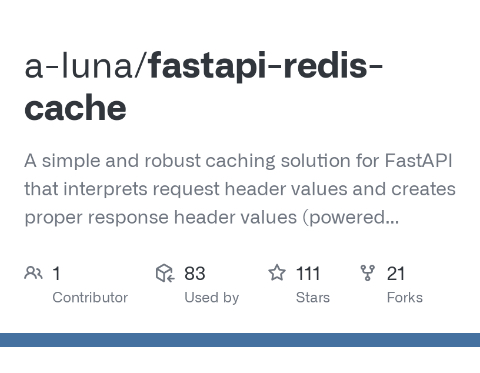 a-luna/fastapi-redis-
cache
A simple and robust caching solution for FastAPI
that interprets request header values and creates
proper response header values (powered...
1 83 111 21
Contributor Used by Stars Forks